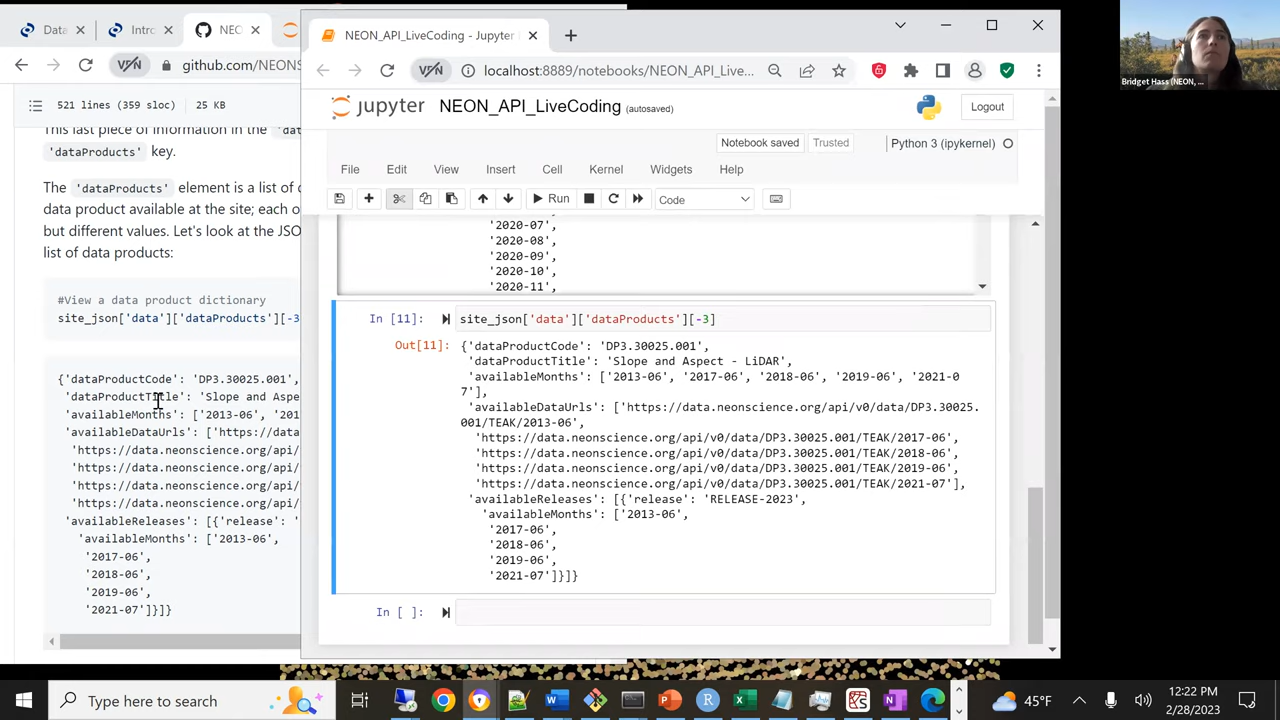 Data
Intro
NEO
github.com/NEONS
521 lines (359 sloc)
25 KB
This last piece of information in the 'data
'dataProducts' key.
The 'dataProducts' element is a list of d
data product available at the site; each o
but different values. Let's look at the JSO
list of data products:
#View a data product dictionary
site_json['data']['dataProducts'][-3
{'dataProductCode': 'DP3.30025.001',
'dataProductTitle': 'Slope and Aspe
'availableMonths': ['2013-06', '201
'availableDataUrls': ['https://data
'https://data.neonscience.org/api/
'https://data.neonscience.org/api/
'https://data.neonscience.org/api/
'https://data.neonscience.org/api/
'availableReleases': [{'release': '
'availableMonths': ['2013-06',
'2017-06',
'2018-06',
'2019-06',
'2021-07']}]}
NEON_API_LiveCoding - Jupyter
VPN
localhost:8889/notebooks/NEON_API_Live...
jupyter NEON_API_LiveCoding (autosaved)
Logout
Notebook saved
Trusted
Python 3 (ipykernel)
File Edit View Insert Cell Kernel Widgets Help
Run
Code
'2020-07',
'2020-08',
'2020-09',
'2020-10',
'2020-11',
In [11]: site_json['data']['dataProducts'][-3]
Out[11]: {'dataProductCode': 'DP3.30025.001',
'dataProductTitle': 'Slope and Aspect - LiDAR',
'availableMonths': ['2013-06', '2017-06', '2018-06', '2019-06', '2021-0
7'],
'availableDataUrls': ['https://data.neonscience.org/api/v0/data/DP3.30025.
001/TEAK/2013-06',
'https://data.neonscience.org/api/v0/data/DP3.30025.001/TEAK/2017-06',
'https://data.neonscience.org/api/v0/data/DP3.30025.001/TEAK/2018-06',
'https://data.neonscience.org/api/v0/data/DP3.30025.001/TEAK/2019-06',
'https://data.neonscience.org/api/v0/data/DP3.30025.001/TEAK/2021-07'],
'availableReleases': [{'release': 'RELEASE-2023',
'availableMonths': ['2013-06',
'2017-06',
'2018-06',
'2019-06',
'2021-07']}]}
In [ ]:
Bridget Hass (NEON, ...
Type here to search
45°F
12:22 PM
2/28/2023